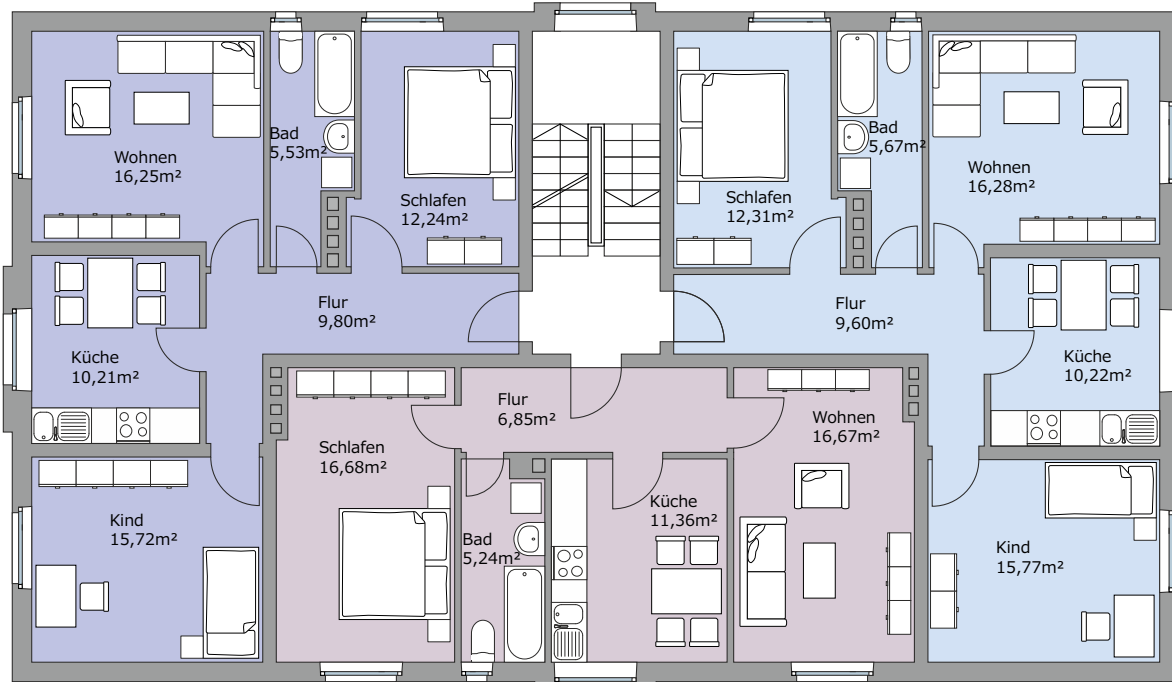 Wohnen
16,25m²
Bad
5,53m²
Schlafen
12,24m²
Flur
9,80m²
Küche
10,21m²
Kind
15,72m²
Schlafen
12,31m²
Bad
5,67m²
Wohnen
16,28m²
Flur
9,60m²
Küche
10,22m²
Kind
15,77m²
Schlafen
16,68m²
Flur
6,85m²
Bad
5,24m²
Küche
11,36m²
Wohnen
16,67m²